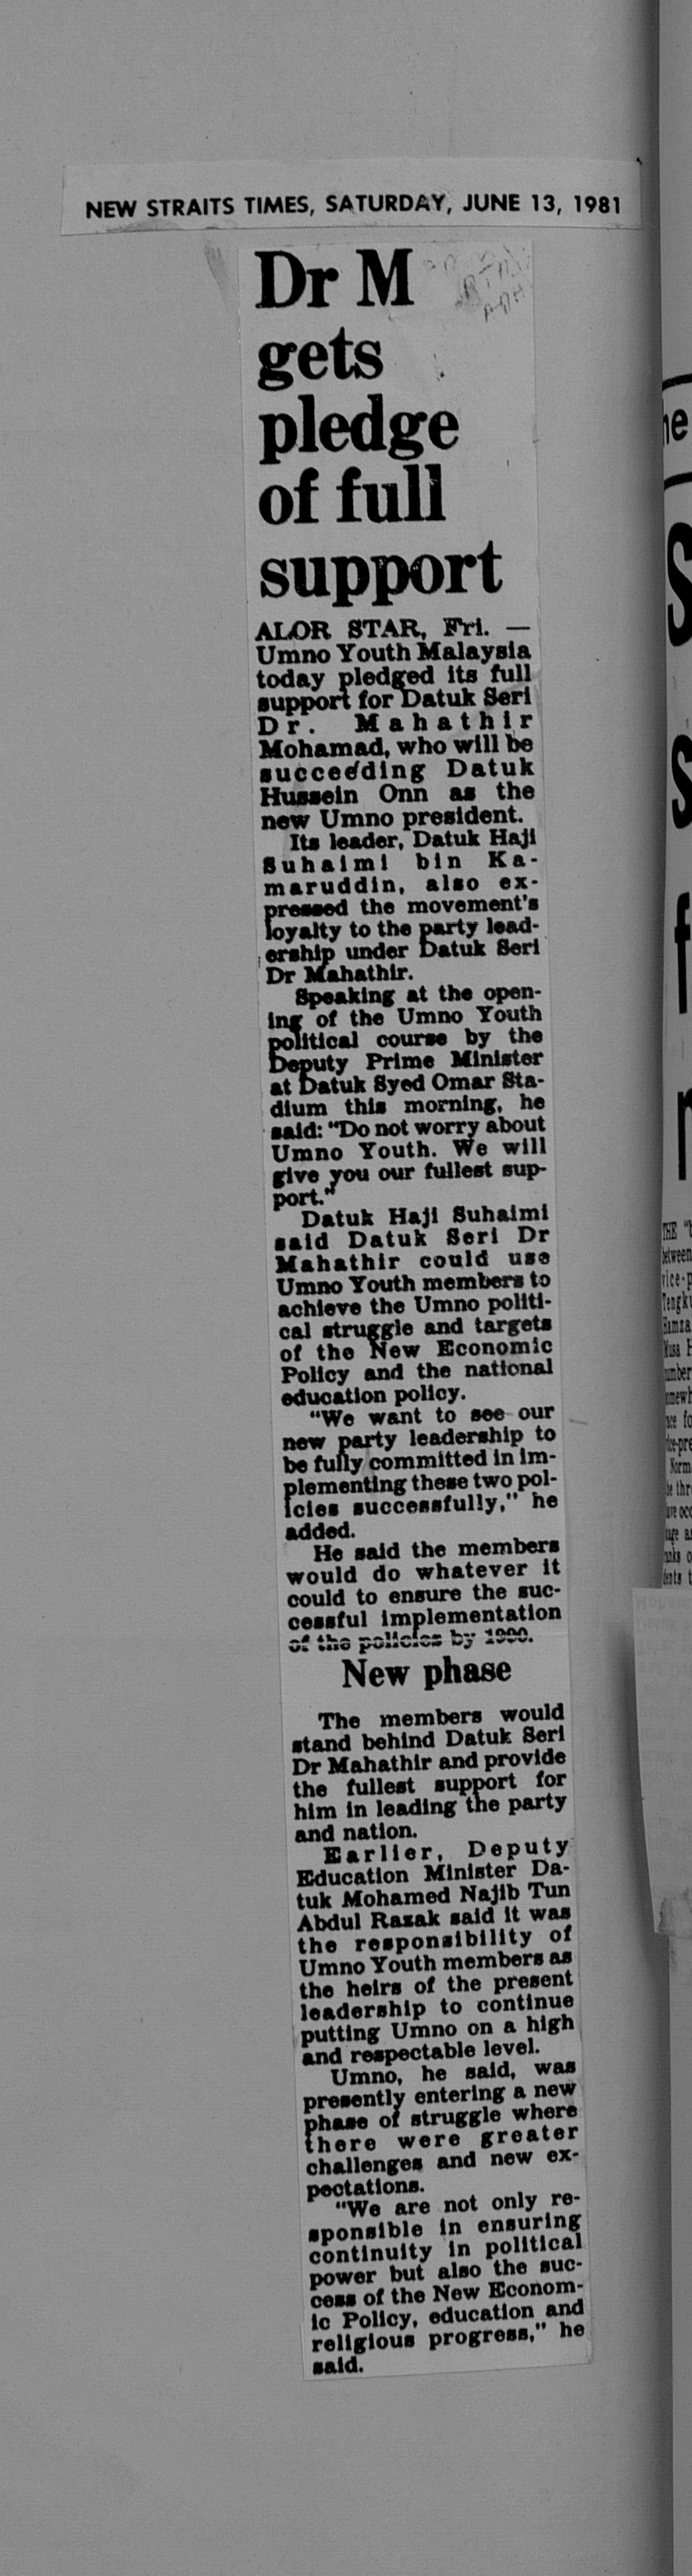 NEW STRAITS TIMES, SATURDAY, JUNE 13, 1981
Dr M
gets
pledge
of full
support
ALOR STAR, Fri. —
Umno Youth Malaysia
today pledged its full
support for Datuk Seri
Dr. Mahathir
Mohamad, who will be
succeeding Datuk
Hussein Onn as the
new Umno president.
Its leader, Datuk Haji
Suhaimi bin Ka-
maruddin, also ex-
pressed the movement's
loyalty to the party lead-
ership under Datuk Seri
Dr Mahathir.
Speaking at the open-
ing of the Umno Youth
political course by the
Deputy Prime Minister
at Datuk Syed Omar Sta-
dium this morning, he
said: "Do not worry about
Umno Youth. We will
give you our fullest sup-
port."
Datuk Haji Suhaimi
said Datuk Seri Dr
Mahathir could use
Umno Youth members to
achieve the Umno politi-
cal struggle and targets
of the New Economic
Policy and the national
education policy.
"We want to see our
new party leadership to
be fully committed in im-
plementing these two pol-
icies successfully," he
added.
He said the members
would do whatever it
could to ensure the suc-
cessful implementation
of the policies by 1990.
New phase
The members would
stand behind Datuk Seri
Dr Mahathir and provide
the fullest support for
him in leading the party
and nation.
Earlier, Deputy
Education Minister Da-
tuk Mohamed Najib Tun
Abdul Razak said it was
the responsibility of
Umno Youth members as
the heirs of the present
leadership to continue
putting Umno on a high
and respectable level.
Umno, he said, was
presently entering a new
phase of struggle where
there were greater
challenges and new ex-
pectations.
"We are not only re-
sponsible in ensuring
continuity in political
power but also the suc-
cess of the New Econom-
ic Policy, education and
religious progress," he
said.